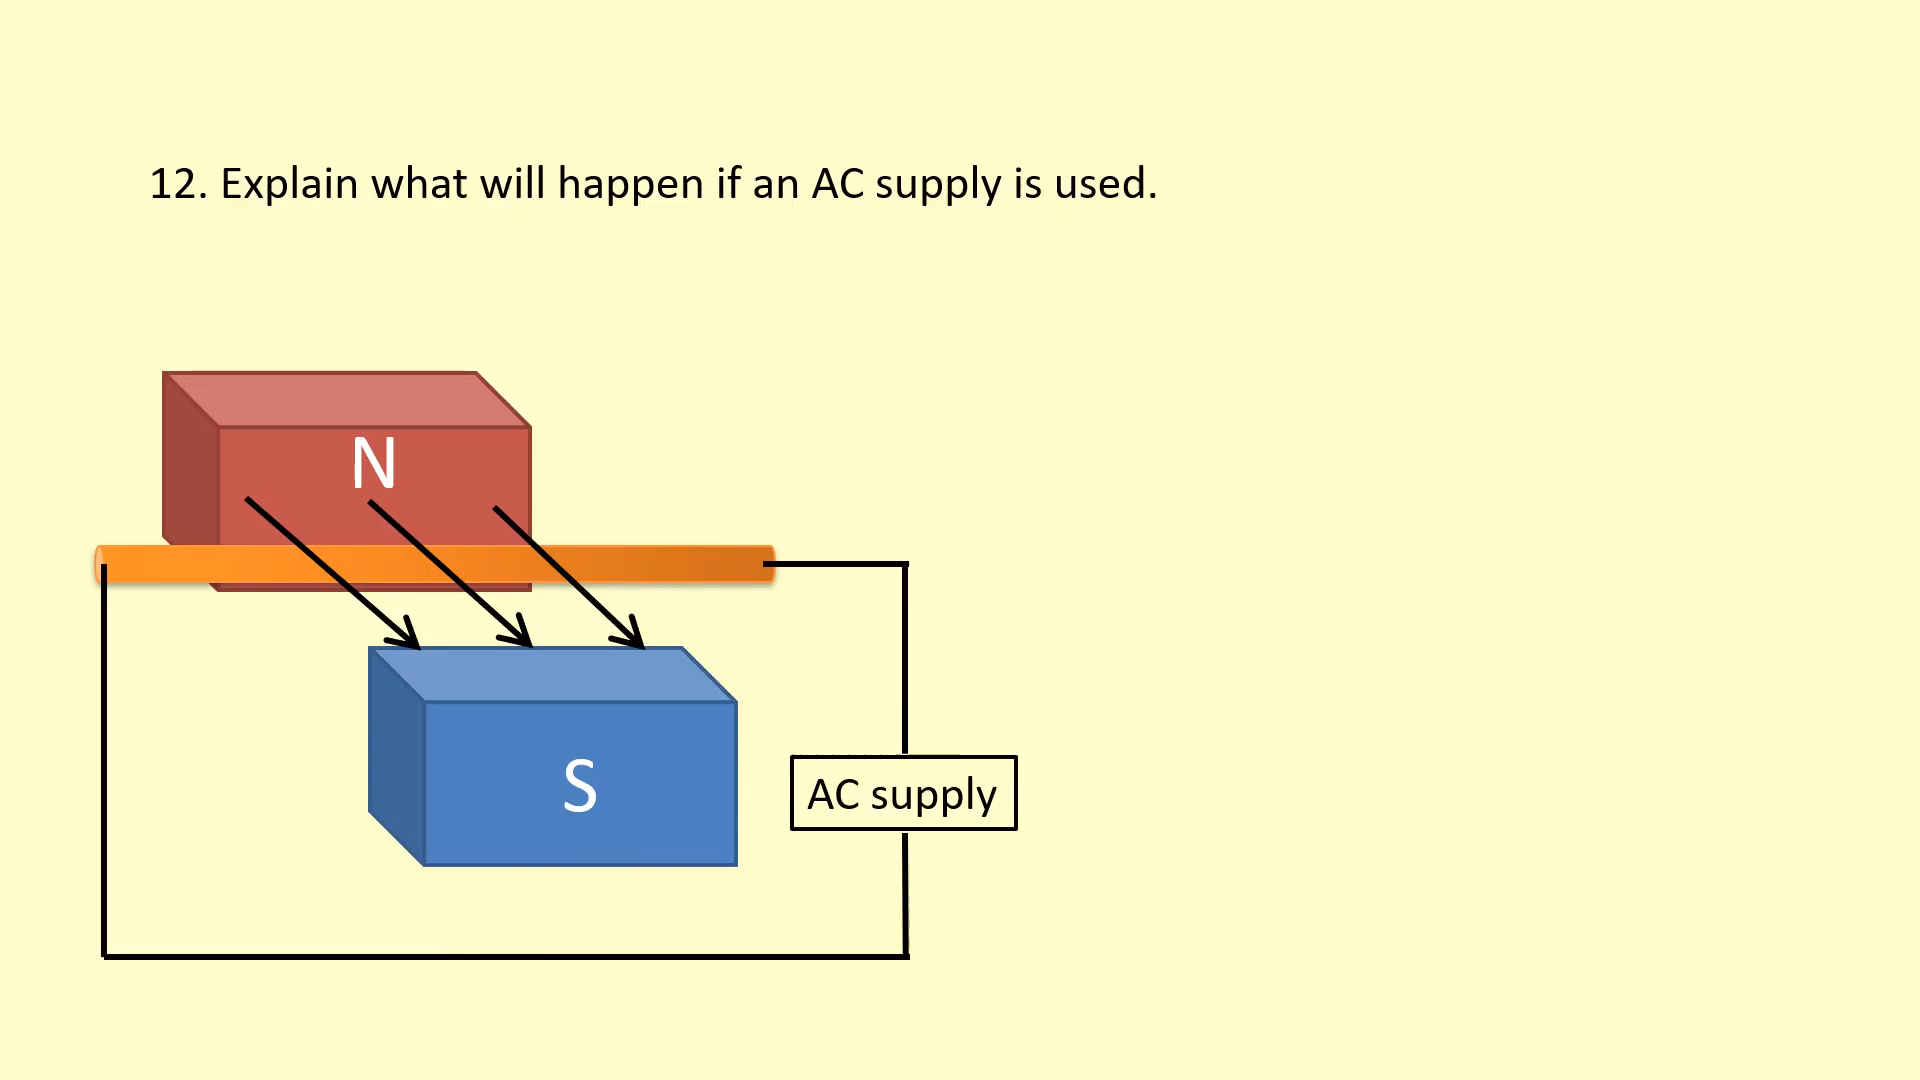 12. Explain what will happen if an AC supply is used.
N
S
AC supply